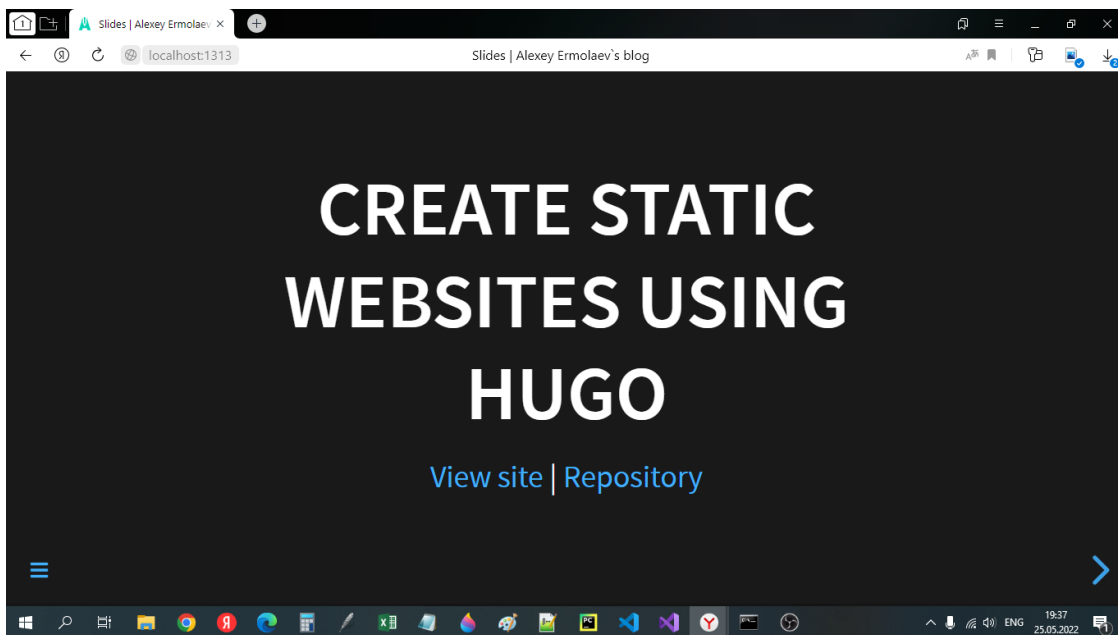 Slides | Alexey Ermolaev
localhost:1313
Slides | Alexey Ermolaev`s blog
CREATE STATIC
WEBSITES USING
HUGO
View site | Repository
ENG
19:37
25.05.2022